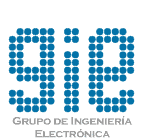 gie
GRUPO DE INGENIERÍA
ELECTRÓNICA